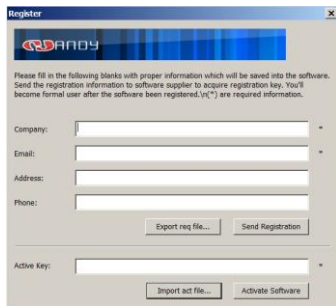 Register
ANDY
Please fill in the following blanks with proper information which will be saved into the software.
Send the registration information to software supplier to acquire registration key. You'll
become formal user after the software been registered.\n(*) are required information.
Company: *
Email: *
Address:
Phone:
Export req file... Send Registration
Active Key: *
Import act file... Activate Software